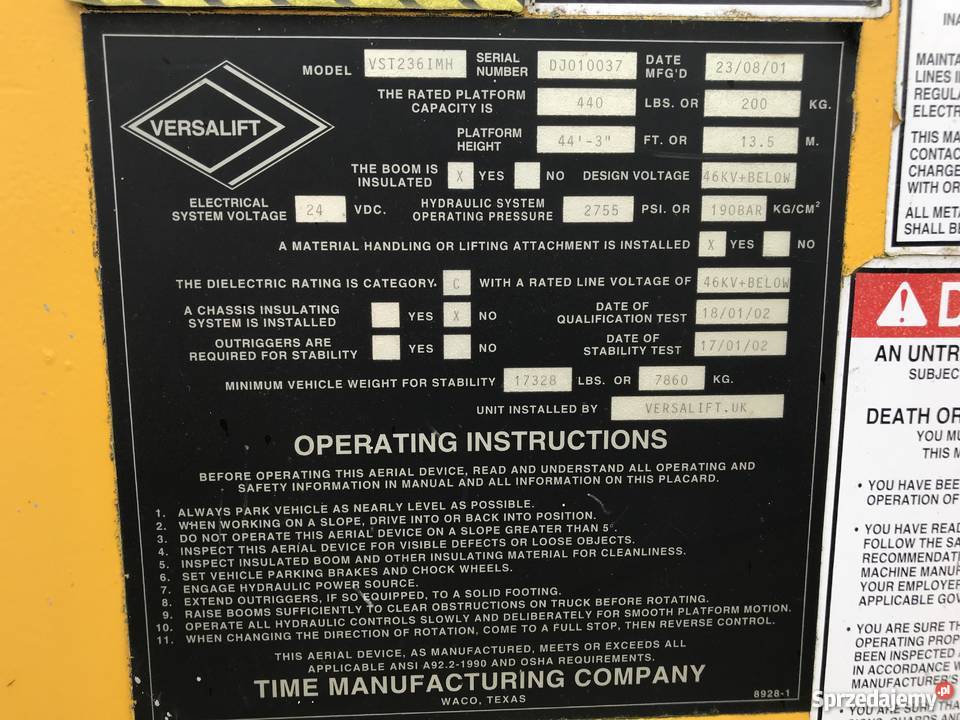 MODEL VST236IMH SERIAL NUMBER DJ010037 DATE MFG'D 23/08/01
THE RATED PLATFORM CAPACITY IS 440 LBS. OR 200 KG.
VERSALIFT
PLATFORM HEIGHT 44'-3" FT. OR 13.5 M.
THE BOOM IS INSULATED X YES NO DESIGN VOLTAGE 46KV+BELOW
ELECTRICAL SYSTEM VOLTAGE 24 VDC. HYDRAULIC SYSTEM OPERATING PRESSURE 2755 PSI. OR 190BAR KG/CM²
A MATERIAL HANDLING OR LIFTING ATTACHMENT IS INSTALLED X YES NO
THE DIELECTRIC RATING IS CATEGORY. C WITH A RATED LINE VOLTAGE OF 46KV+BELOW
A CHASSIS INSULATING SYSTEM IS INSTALLED YES X NO DATE OF QUALIFICATION TEST 18/01/02
OUTRIGGERS ARE REQUIRED FOR STABILITY YES NO DATE OF STABILITY TEST 17/01/02
MINIMUM VEHICLE WEIGHT FOR STABILITY 17328 LBS. OR 7860 KG.
UNIT INSTALLED BY VERSALIFT.UK
OPERATING INSTRUCTIONS
BEFORE OPERATING THIS AERIAL DEVICE, READ AND UNDERSTAND ALL OPERATING AND
SAFETY INFORMATION IN MANUAL AND ALL INFORMATION ON THIS PLACARD.
1. ALWAYS PARK VEHICLE AS NEARLY LEVEL AS POSSIBLE.
2. WHEN WORKING ON A SLOPE, DRIVE INTO OR BACK INTO POSITION.
3. DO NOT OPERATE THIS AERIAL DEVICE ON A SLOPE GREATER THAN 5°.
4. INSPECT THIS AERIAL DEVICE FOR VISIBLE DEFECTS OR LOOSE OBJECTS.
5. INSPECT INSULATED BOOM AND OTHER INSULATING MATERIAL FOR CLEANLINESS.
6. SET VEHICLE PARKING BRAKES AND CHOCK WHEELS.
7. ENGAGE HYDRAULIC POWER SOURCE.
8. EXTEND OUTRIGGERS, IF SO EQUIPPED, TO A SOLID FOOTING.
9. RAISE BOOMS SUFFICIENTLY TO CLEAR OBSTRUCTIONS ON TRUCK BEFORE ROTATING.
10. OPERATE ALL HYDRAULIC CONTROLS SLOWLY AND DELIBERATELY FOR SMOOTH PLATFORM MOTION.
11. WHEN CHANGING THE DIRECTION OF ROTATION, COME TO A FULL STOP, THEN REVERSE CONTROL.
THIS AERIAL DEVICE, AS MANUFACTURED, MEETS OR EXCEEDS ALL
APPLICABLE ANSI A92.2-1990 AND OSHA REQUIREMENTS.
TIME MANUFACTURING COMPANY
WACO, TEXAS
8928-1
MAINTA
LINES I
REGUL
ELECTR
THIS MA
CONTAC
CHARGE
WITH OR
ALL META
SHALL BE
D
AN UNTR
SUBJEC
DEATH OR
YOU MU
THIS M
• YOU HAVE BEEN
OPERATION OF
• YOU HAVE READ
FOLLOW THE SA
RECOMMENDATI
MACHINE MANUF
YOUR EMPLOYER
APPLICABLE GOV
• YOU ARE SURE TH
OPERATING PROP
BEEN INSPECTED A
IN ACCORDANCE W
MANUFACTURER'S
• YOU ARE SURE THA
Sprzedajemy.pl